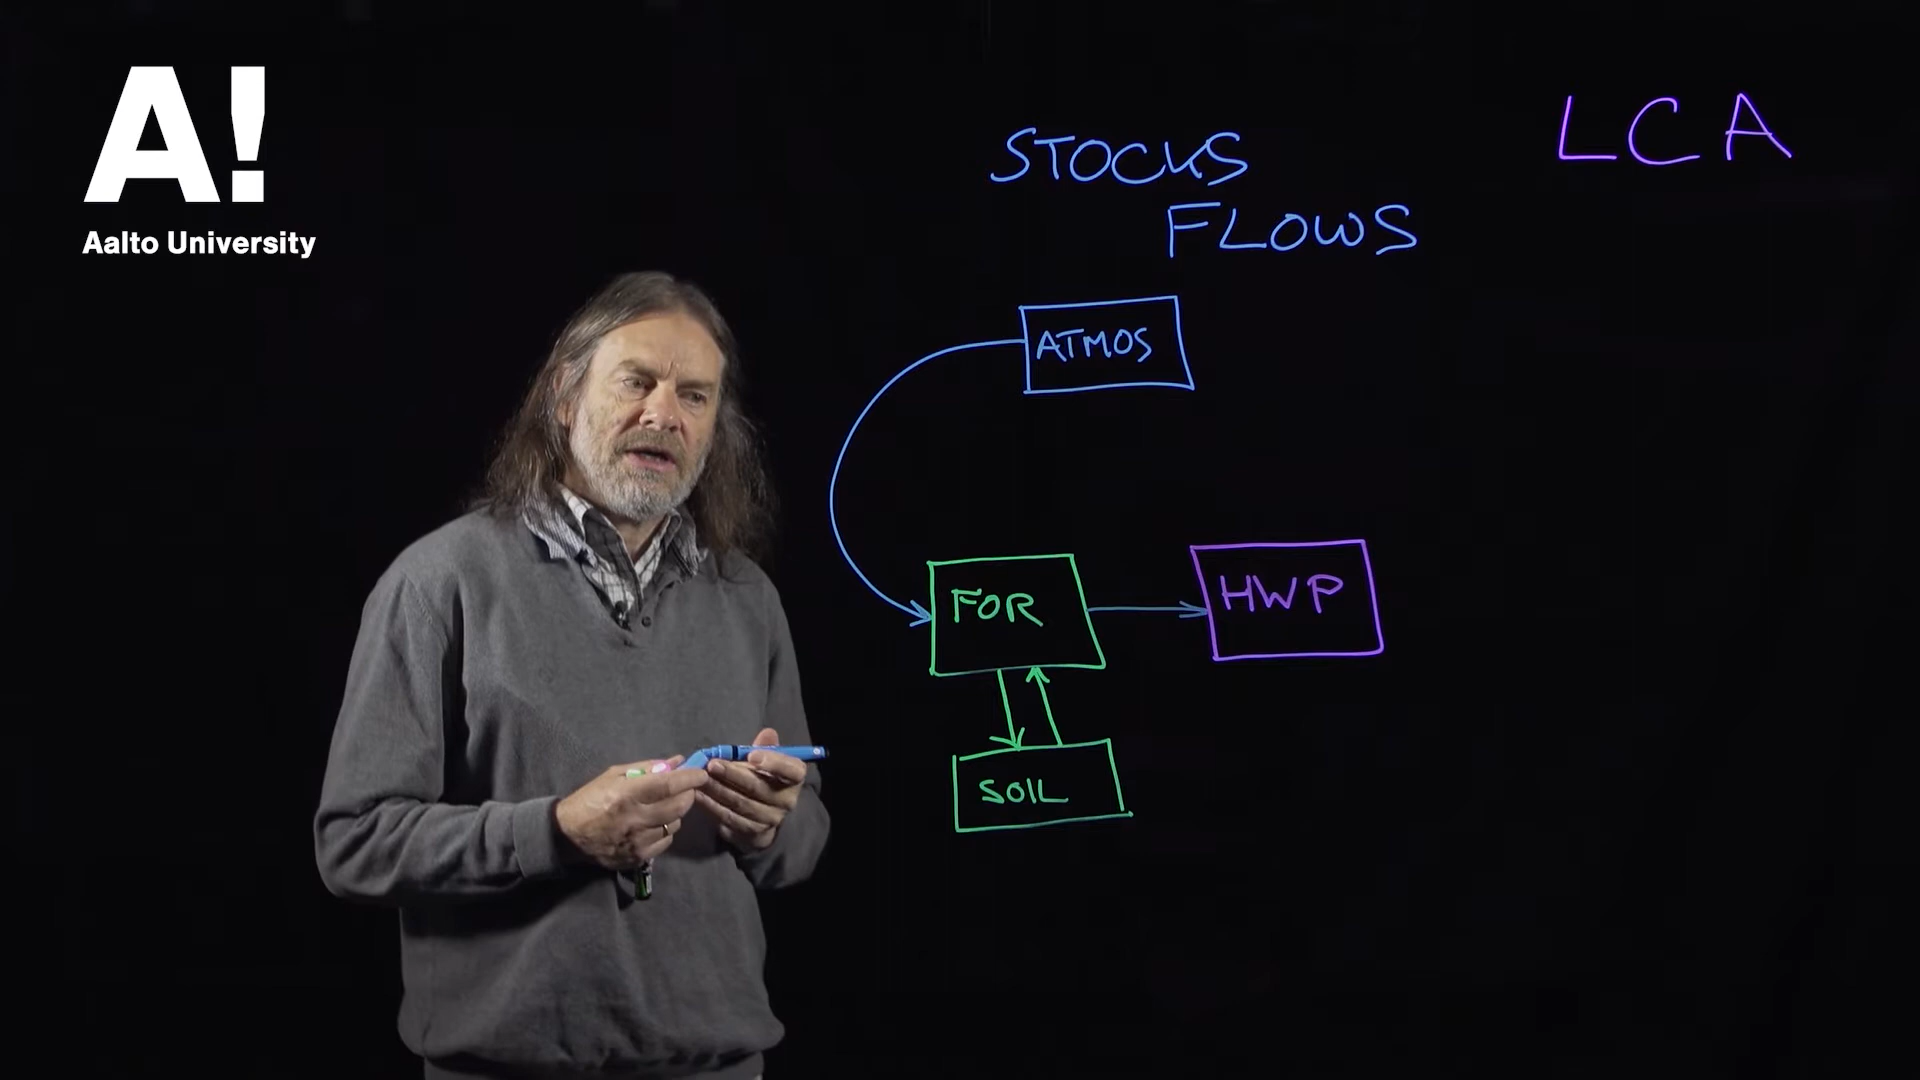 A!
Aalto University
LCA
STOCKS
FLOWS
ATMOS
FOR
HWP
SOIL